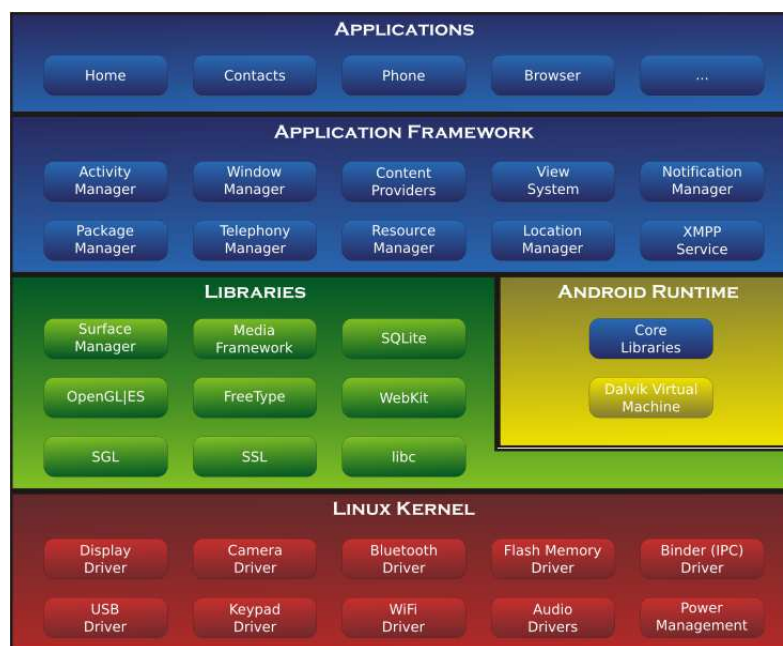 APPLICATIONS
Home
Contacts
Phone
Browser
...
APPLICATION FRAMEWORK
Activity
Manager
Window
Manager
Content
Providers
View
System
Notification
Manager
Package
Manager
Telephony
Manager
Resource
Manager
Location
Manager
XMPP
Service
LIBRARIES
Surface
Manager
Media
Framework
SQLite
OpenGL|ES
FreeType
WebKit
SGL
SSL
libc
ANDROID RUNTIME
Core
Libraries
Dalvik Virtual
Machine
LINUX KERNEL
Display
Driver
Camera
Driver
Bluetooth
Driver
Flash Memory
Driver
Binder (IPC)
Driver
USB
Driver
Keypad
Driver
WiFi
Driver
Audio
Drivers
Power
Management